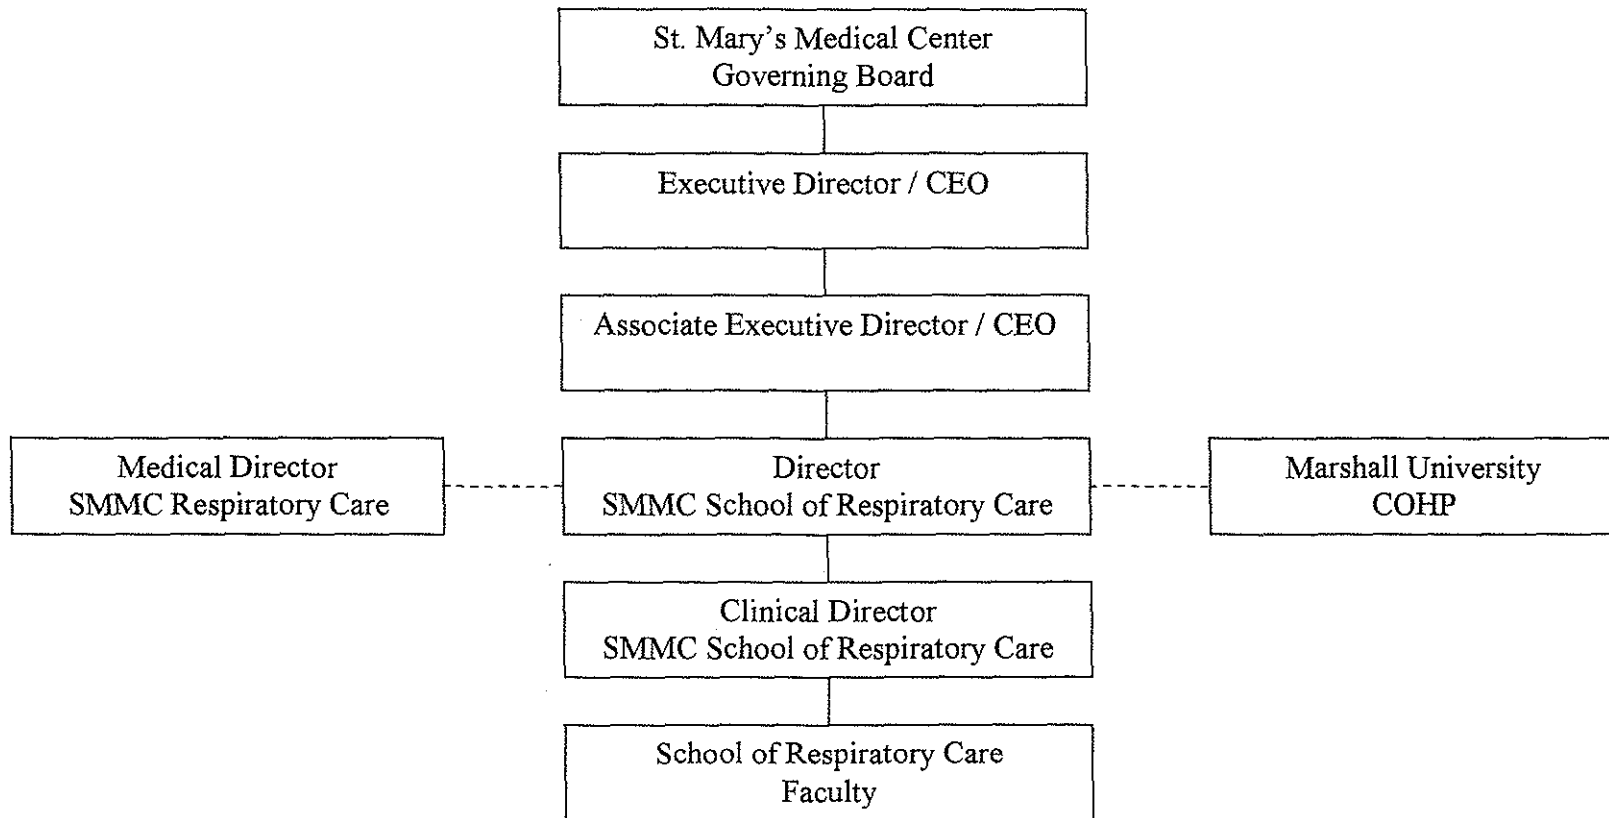 St. Mary's Medical Center
Governing Board
Executive Director / CEO
Associate Executive Director / CEO
Medical Director
SMMC Respiratory Care
Director
SMMC School of Respiratory Care
Marshall University
COHP
Clinical Director
SMMC School of Respiratory Care
School of Respiratory Care
Faculty